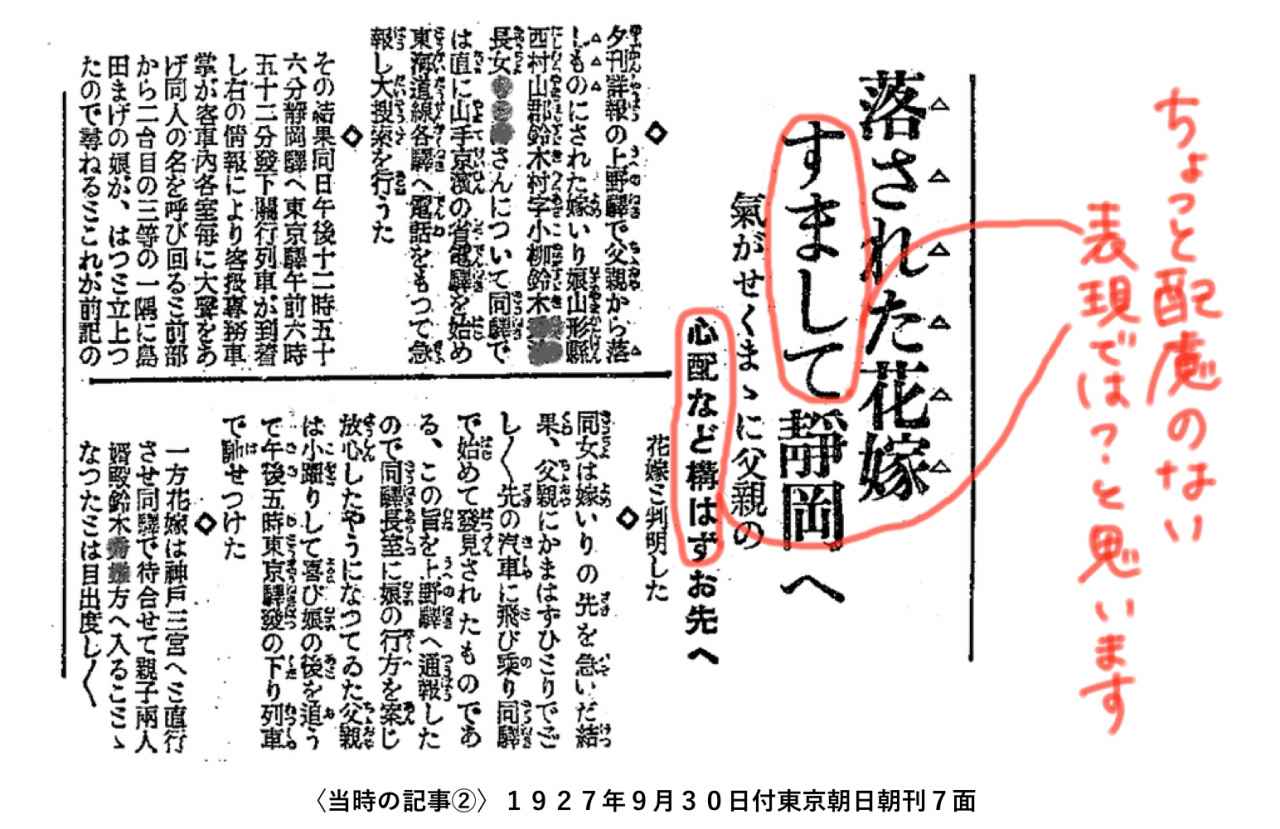 落された花嫁
すまして靜岡へ
氣がせくまゝに父親の
心配など構はずお先へ
夕刊詳報の上野驛で父親から落
しものにされた嫁いり娘山形縣
西村山郡鈴木村字小柳鈴木
長女さんについて同驛で
は直に山手京濱の省電驛を始め
東海道線各驛へ電話をもつて急
報し大捜索を行うた
その結果同日午後十二時五十
六分靜岡驛へ東京驛午前六時
五十二分發下關行列車が到着
し右の情報により客扱專務車
掌が客車內各室每に大聲をあ
げ同人の名を呼び回るミ前部
から二台目の三等の一隅に島
田まげの娘が、はつミ立上つ
たので尋ねるミこれが前記の
花嫁ミ判明した
同女は嫁いりの先を急いだ結
果、父親にかまはずひミりでご
しく先の汽車に飛び乘り同驛
で始めて發見されたものであ
る、この旨を上野驛へ通報した
ので同驛長室に娘の行方を案じ
放心したやうになつてゐた父親
は小躍りして喜び娘の後を追う
て午後五時東京驛發の下り列車
で馳せつけた
一方花嫁は神戶三宮へミ直行
させ同驛で待合せて親子兩人
婿殿鈴木方へ入るこミゝ
なつたミは目出度し〱
ちょっと配慮のない
表現では？と思います
〈当時の記事②〉１９２７年９月３０日付東京朝日朝刊７面